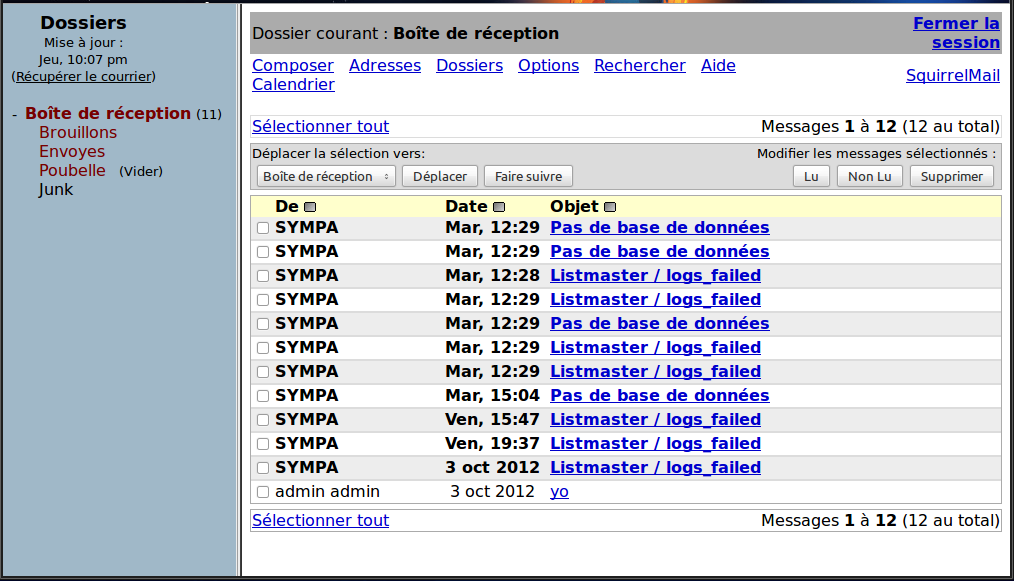 Dossiers
Mise à jour :
Jeu, 10:07 pm
(Récupérer le courrier)
- Boîte de réception (11)
Brouillons
Envoyes
Poubelle (Vider)
Junk
Dossier courant : Boîte de réception
Fermer la
session
Composer Adresses Dossiers Options Rechercher Aide
Calendrier
SquirrelMail
Sélectionner tout Messages 1 à 12 (12 au total)
Déplacer la sélection vers: Modifier les messages sélectionnés :
Boîte de réception Déplacer Faire suivre Lu Non Lu Supprimer
De Date Objet
SYMPA Mar, 12:29 Pas de base de données
SYMPA Mar, 12:29 Pas de base de données
SYMPA Mar, 12:28 Listmaster / logs_failed
SYMPA Mar, 12:29 Listmaster / logs_failed
SYMPA Mar, 12:29 Pas de base de données
SYMPA Mar, 12:29 Listmaster / logs_failed
SYMPA Mar, 12:29 Listmaster / logs_failed
SYMPA Mar, 15:04 Pas de base de données
SYMPA Ven, 15:47 Listmaster / logs_failed
SYMPA Ven, 19:37 Listmaster / logs_failed
SYMPA 3 oct 2012 Listmaster / logs_failed
admin admin 3 oct 2012 yo
Sélectionner tout Messages 1 à 12 (12 au total)